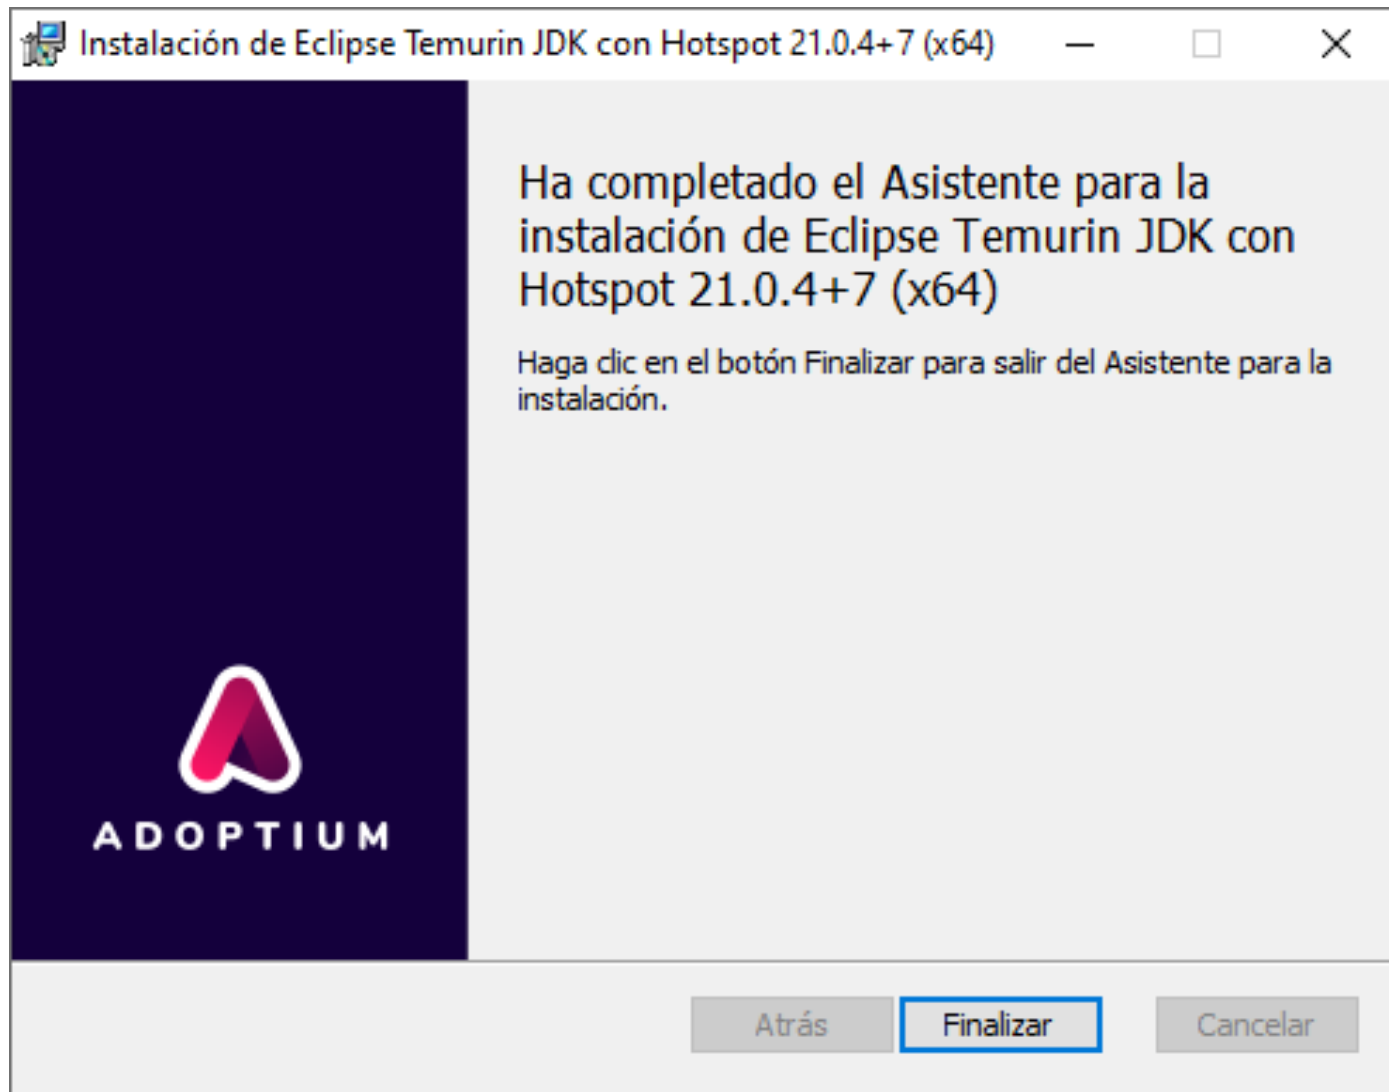 Instalación de Eclipse Temurin JDK con Hotspot 21.0.4+7 (x64)
Ha completado el Asistente para la
instalación de Eclipse Temurin JDK con
Hotspot 21.0.4+7 (x64)
Haga clic en el botón Finalizar para salir del Asistente para la
instalación.
ADOPTIUM
Atrás
Finalizar
Cancelar